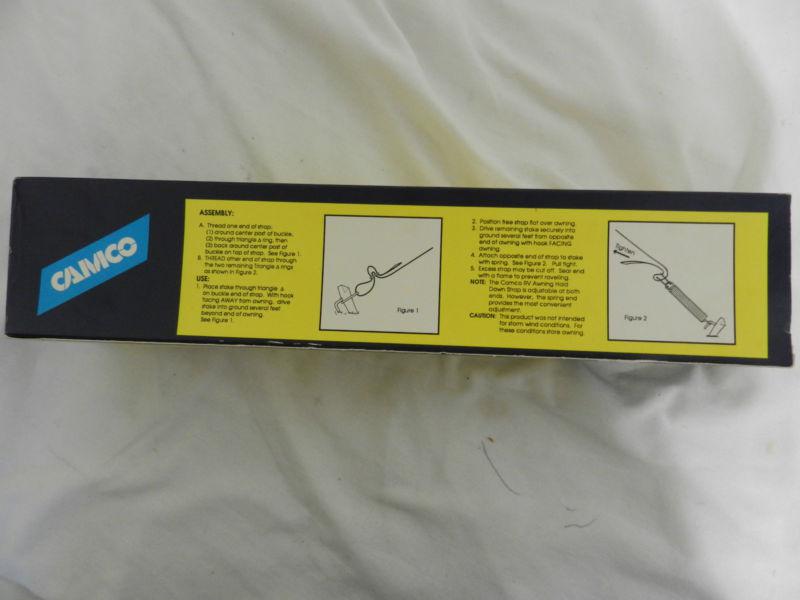 CAMCO
ASSEMBLY:
A. Thread one end of strap,
(1) around center post of buckle,
(2) through triangle Δ ring, then
(3) back around center post of
buckle on top of strap. See Figure 1.
B. THREAD other end of strap through
the two remaining Triangle Δ rings
as shown in Figure 2.
USE:
1. Place stake through triangle Δ
on buckle end of strap. With hook
facing AWAY from awning, drive
stake into ground several feet
beyond end of awning.
See Figure 1.
Figure 1
2. Position free strap flat over awning.
3. Drive remaining stake securely into
ground several feet from opposite
end of awning with hook FACING
awning.
4. Attach opposite end of strap to stake
with spring. See Figure 2. Pull tight.
5. Excess strap may be cut off. Sear end
with a flame to prevent raveling.
NOTE: The Camco RV Awning Hold
Down Strap is adjustable at both
ends. However, the spring end
provides the most convenient
adjustment.
CAUTION: This product was not intended
for storm wind conditions. For
these conditions store awning.
Tighten
Figure 2